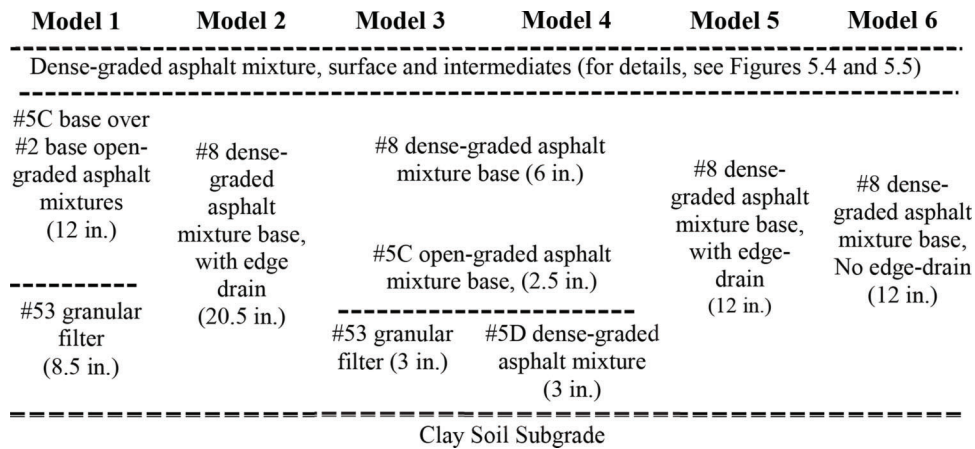 Model 1 Model 2 Model 3 Model 4 Model 5 Model 6
Dense-graded asphalt mixture, surface and intermediates (for details, see Figures 5.4 and 5.5)
#5C base over
#2 base open-
graded asphalt
mixtures
(12 in.)
#53 granular
filter
(8.5 in.)
#8 dense-
graded
asphalt
mixture base,
with edge
drain
(20.5 in.)
#8 dense-graded asphalt
mixture base (6 in.)
#5C open-graded asphalt
mixture base, (2.5 in.)
#53 granular
filter (3 in.)
#5D dense-graded
asphalt mixture
(3 in.)
#8 dense-
graded asphalt
mixture base,
with edge-
drain
(12 in.)
#8 dense-
graded asphalt
mixture base,
No edge-drain
(12 in.)
Clay Soil Subgrade